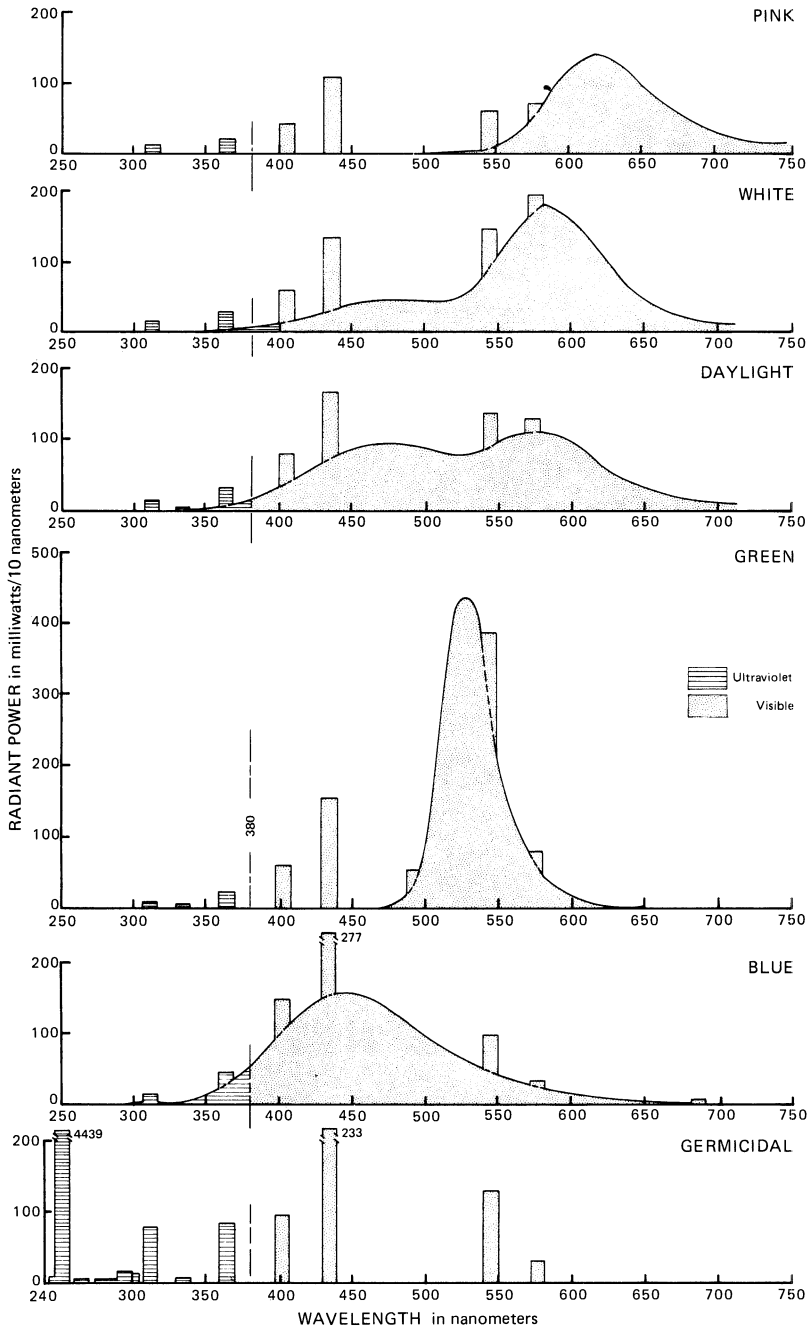 PINK
200
100
0
250 300 350 400 450 500 550 600 650 700 750
WHITE
200
100
0
300 350 400 450 500 550 600 650 700 750
DAYLIGHT
200
100
0
250 300 350 400 450 500 550 600 650 700 750
RADIANT POWER in milliwatts/10 nanometers
GREEN
500
400
300
200
100
0
Ultraviolet
Visible
380
250 300 350 400 450 500 550 600 650 700 750
BLUE
277
200
100
0
250 300 350 400 450 500 550 600 650 700 750
GERMICIDAL
4439
233
200
100
0
240 300 350 400 450 500 550 600 650 700 750
WAVELENGTH in nanometers